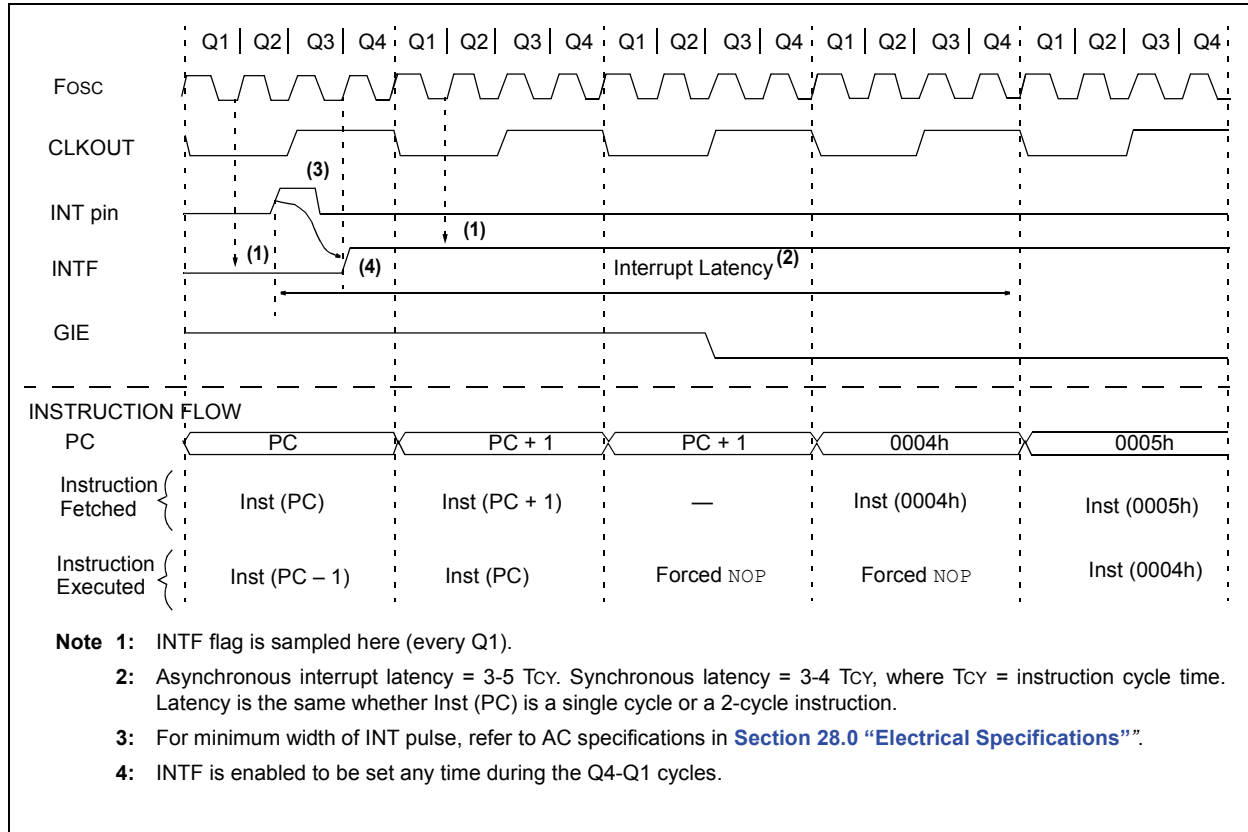 Q1 | Q2 | Q3 | Q4 Q1 | Q2 | Q3 | Q4 Q1 | Q2 | Q3 | Q4 Q1 | Q2 | Q3 | Q4 Q1 | Q2 | Q3 | Q4
FOSC
CLKOUT
(3)
INT pin
(1)
(1)
INTF
(4)
Interrupt Latency (2)
GIE
INSTRUCTION FLOW
PC PC PC + 1 PC + 1 0004h 0005h
Instruction
Fetched
Inst (PC) Inst (PC + 1) — Inst (0004h) Inst (0005h)
Instruction
Executed
Inst (PC – 1) Inst (PC) Forced NOP Forced NOP Inst (0004h)
Note 1: INTF flag is sampled here (every Q1).
2: Asynchronous interrupt latency = 3-5 TCY. Synchronous latency = 3-4 TCY, where TCY = instruction cycle time.
Latency is the same whether Inst (PC) is a single cycle or a 2-cycle instruction.
3: For minimum width of INT pulse, refer to AC specifications in Section 28.0 “Electrical Specifications””.
4: INTF is enabled to be set any time during the Q4-Q1 cycles.